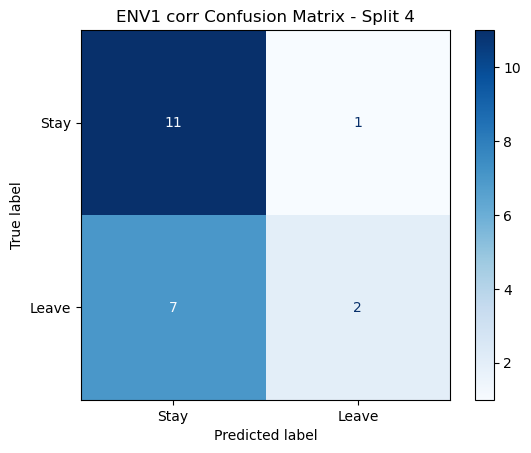 ENV1 corr Confusion Matrix - Split 4
True label
Stay
11
1
Leave
7
2
Stay
Leave
Predicted label
10
8
6
4
2